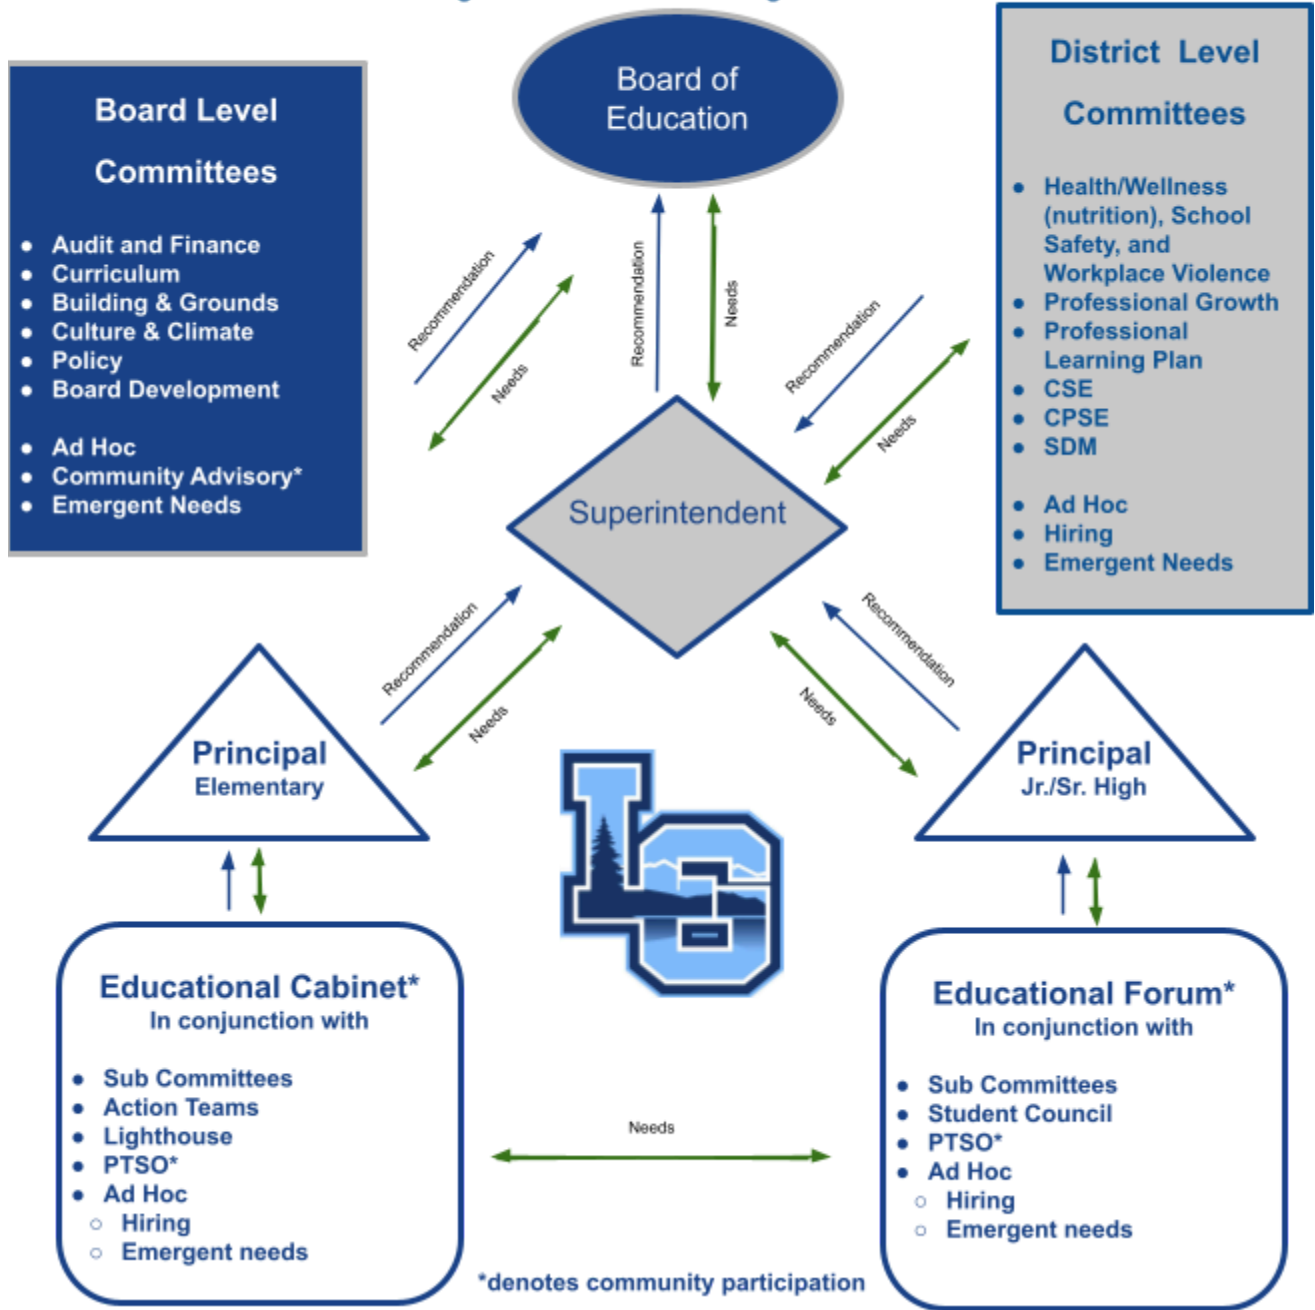 Board of
Education
Board Level
Committees
● Audit and Finance
● Curriculum
● Building & Grounds
● Culture & Climate
● Policy
● Board Development
● Ad Hoc
● Community Advisory*
● Emergent Needs
District Level
Committees
● Health/Wellness
(nutrition), School
Safety, and
Workplace Violence
● Professional Growth
● Professional
Learning Plan
● CSE
● CPSE
● SDM
● Ad Hoc
● Hiring
● Emergent Needs
Recommendation
Needs
Recommendation
Needs
Recommendation
Needs
Superintendent
Recommendation
Needs
Recommendation
Needs
Principal
Elementary
Principal
Jr./Sr. High
LG
Educational Cabinet*
In conjunction with
● Sub Committees
● Action Teams
● Lighthouse
● PTSO*
● Ad Hoc
○ Hiring
○ Emergent needs
Needs
Educational Forum*
In conjunction with
● Sub Committees
● Student Council
● PTSO*
● Ad Hoc
○ Hiring
○ Emergent needs
*denotes community participation